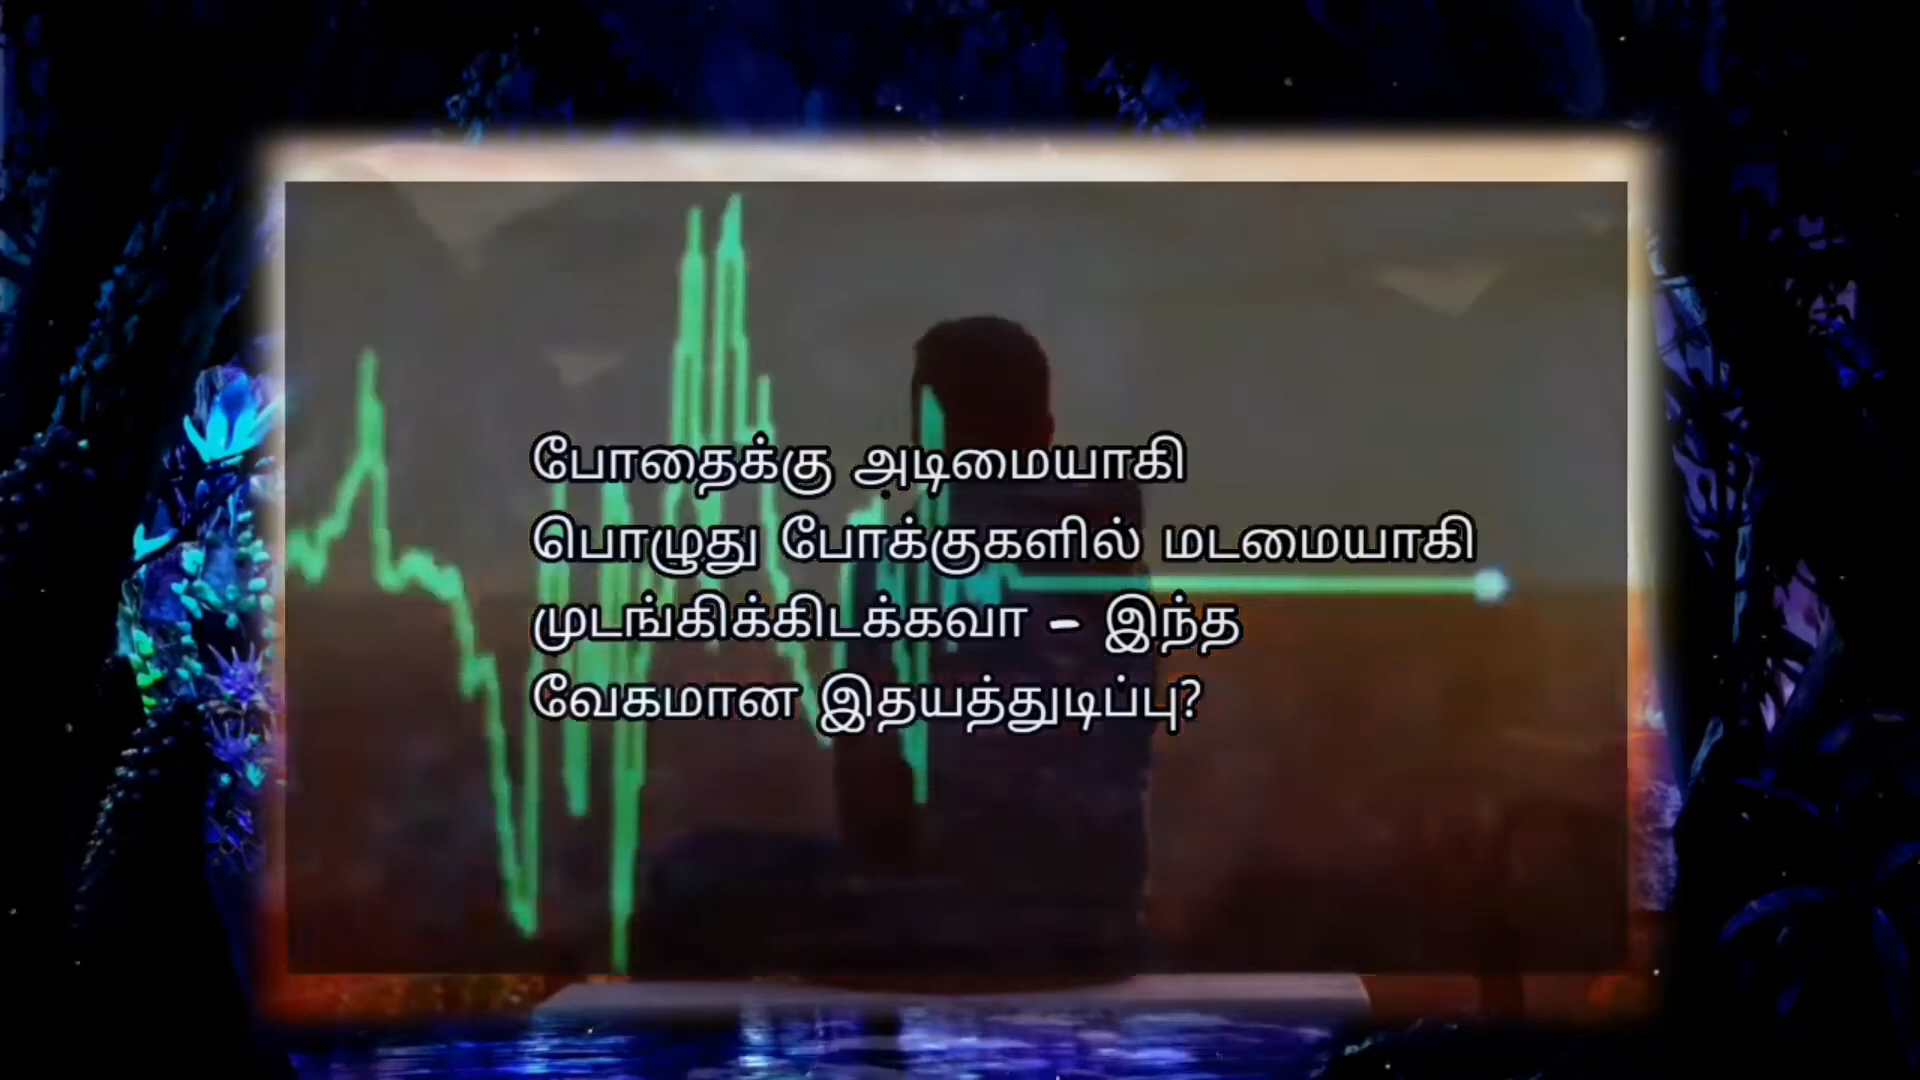 போதைக்கு அடிமையாகி
பொழுது போக்குகளில் மடமையாகி
முடங்கிக்கிடக்கவா – இந்த
வேகமான இதயத்துடிப்பு?